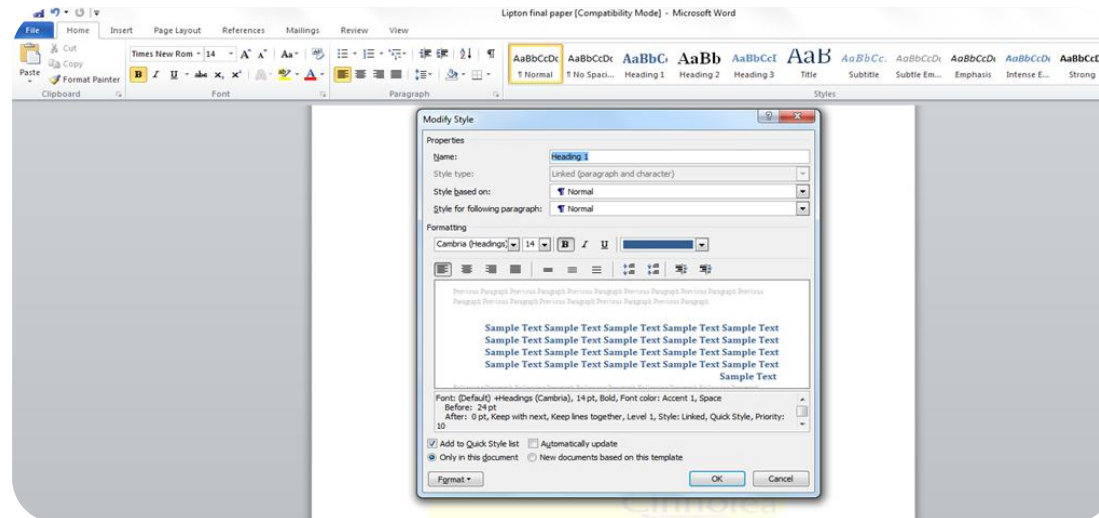 Lipton final paper [Compatibility Mode] - Microsoft Word
File Home Insert Page Layout References Mailings Review View
Cut
Copy
Format Painter
Paste
Times New Rom 14
AaBbCcDc AaBbCcDc AaBbC AaBb AaBbCcI AaB AaBbCc. AaBbCcDc AaBbCcDc AaBbCcDc AaBbCcD
¶ Normal ¶ No Spaci... Heading 1 Heading 2 Heading 3 Title Subtitle Subtle Em... Emphasis Intense E... Strong
Clipboard Font Paragraph Styles
Modify Style
Properties
Name: Heading 1
Style type: Linked (paragraph and character)
Style based on: ¶ Normal
Style for following paragraph: ¶ Normal
Formatting
Cambria (Headings) 14 B I U
Previous Paragraph Previous Paragraph Previous Paragraph Previous Paragraph Previous Paragraph Previous
Paragraph Previous Paragraph Previous Paragraph Previous Paragraph Previous Paragraph
Sample Text Sample Text Sample Text Sample Text Sample Text
Sample Text Sample Text Sample Text Sample Text Sample Text
Sample Text Sample Text Sample Text Sample Text Sample Text
Sample Text Sample Text Sample Text Sample Text Sample Text
Sample Text
Font: (Default) +Headings (Cambria), 14 pt, Bold, Font color: Accent 1, Space
Before: 24 pt
After: 0 pt, Keep with next, Keep lines together, Level 1, Style: Linked, Quick Style, Priority:
10
Add to Quick Style list Automatically update
Only in this document New documents based on this template
Format OK Cancel